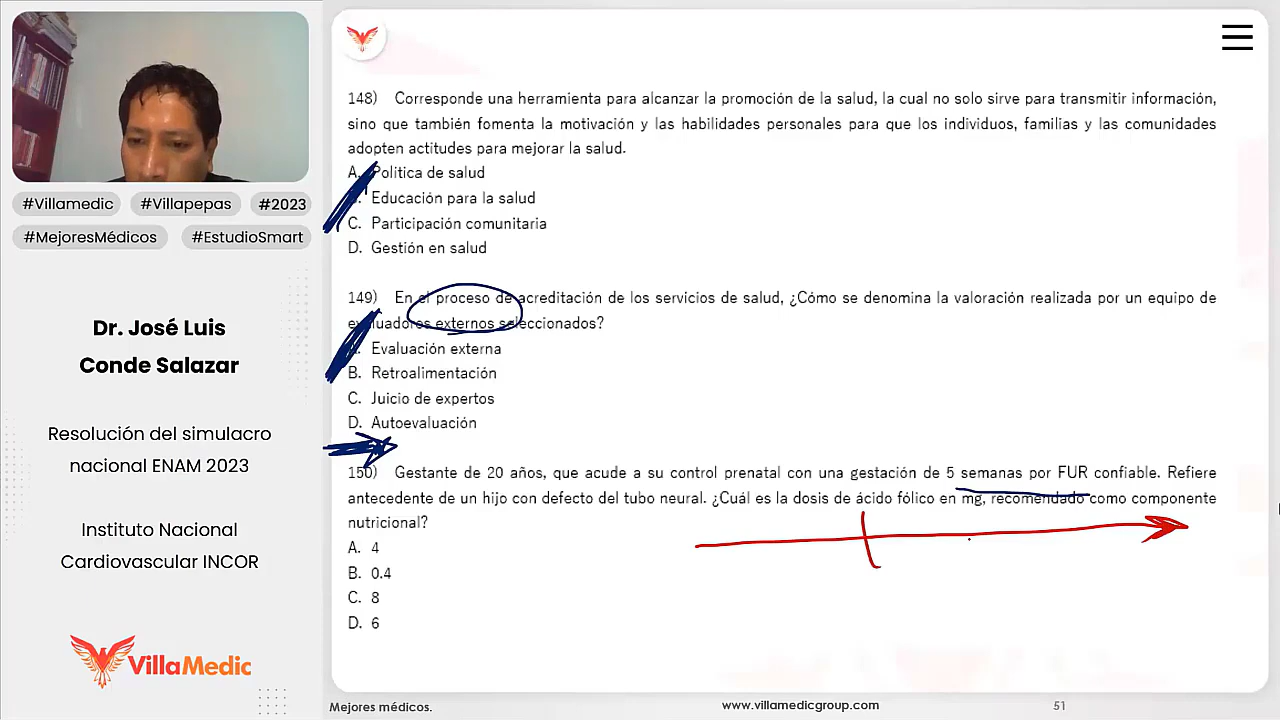 #Villamedic #Villapepas #2023
#MejoresMédicos #EstudioSmart
Dr. José Luis
Conde Salazar
Resolución del simulacro
nacional ENAM 2023
Instituto Nacional
Cardiovascular INCOR
VillaMedic
148) Corresponde una herramienta para alcanzar la promoción de la salud, la cual no solo sirve para transmitir información,
sino que también fomenta la motivación y las habilidades personales para que los individuos, familias y las comunidades
adopten actitudes para mejorar la salud.
A. Política de salud
B. Educación para la salud
C. Participación comunitaria
D. Gestión en salud
149) En el proceso de acreditación de los servicios de salud, ¿Cómo se denomina la valoración realizada por un equipo de
evaluadores externos seleccionados?
A. Evaluación externa
B. Retroalimentación
C. Juicio de expertos
D. Autoevaluación
150) Gestante de 20 años, que acude a su control prenatal con una gestación de 5 semanas por FUR confiable. Refiere
antecedente de un hijo con defecto del tubo neural. ¿Cuál es la dosis de ácido fólico en mg, recomendado como componente
nutricional?
A. 4
B. 0.4
C. 8
D. 6
Mejores médicos. www.villamedicgroup.com 51